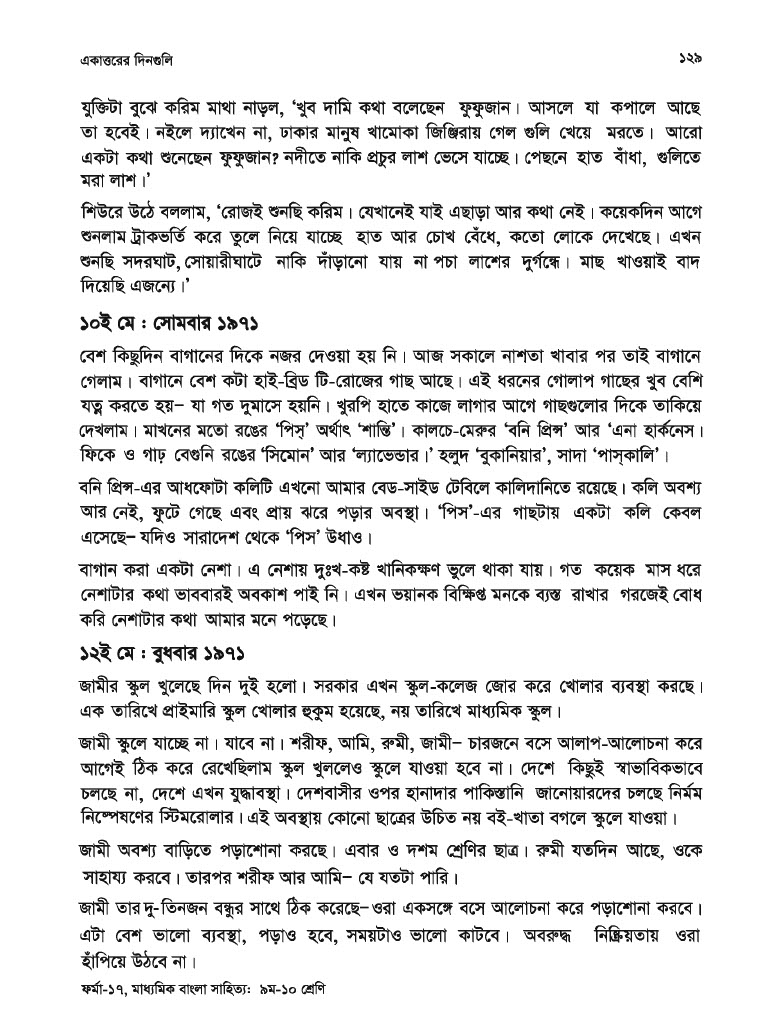 একাত্তরের দিনগুলি ১২৯
যুক্তিটা বুঝে করিম মাথা নাড়ল, ‘খুব দামি কথা বলেছেন ফুফুজান। আসলে যা কপালে আছে
তা হবেই। নইলে দ্যাখেন না, ঢাকার মানুষ খামোকা জিঞ্জিরায় গেল গুলি খেয়ে মরতে। আরো
একটা কথা শুনেছেন ফুফুজান? নদীতে নাকি প্রচুর লাশ ভেসে যাচ্ছে। পেছনে হাত বাঁধা, গুলিতে
মরা লাশ।’
শিউরে উঠে বললাম, ‘রোজই শুনছি করিম। যেখানেই যাই এছাড়া আর কথা নেই। কয়েকদিন আগে
শুনলাম ট্রাকভর্তি করে তুলে নিয়ে যাচ্ছে হাত আর চোখ বেঁধে, কতো লোকে দেখেছে। এখন
শুনছি সদরঘাট, সোয়ারীঘাটে নাকি দাঁড়ানো যায় না পচা লাশের দুর্গন্ধে। মাছ খাওয়াই বাদ
দিয়েছি এজন্যে।’
১০ই মে : সোমবার ১৯৭১
বেশ কিছুদিন বাগানের দিকে নজর দেওয়া হয় নি। আজ সকালে নাশতা খাবার পর তাই বাগানে
গেলাম। বাগানে বেশ কটা হাই-ব্রিড টি-রোজের গাছ আছে। এই ধরনের গোলাপ গাছের খুব বেশি
যত্ন করতে হয়– যা গত দুমাসে হয়নি। খুরপি হাতে কাজে লাগার আগে গাছগুলোর দিকে তাকিয়ে
দেখলাম। মাখনের মতো রঙের ‘পিস্’ অর্থাৎ ‘শান্তি’। কালচে-মেরুর ‘বনি প্রিন্স’ আর ‘এনা হার্কনেস।
ফিকে ও গাঢ় বেগুনি রঙের ‘সিমোন’ আর ‘ল্যাভেন্ডার।’ হলুদ ‘বুকানিয়ার’, সাদা ‘পাস্‌কালি’।
বনি প্রিন্স-এর আধফোটা কলিটি এখনো আমার বেড-সাইড টেবিলে কালিদানিতে রয়েছে। কলি অবশ্য
আর নেই, ফুটে গেছে এবং প্রায় ঝরে পড়ার অবস্থা। ‘পিস’-এর গাছটায় একটা কলি কেবল
এসেছে– যদিও সারাদেশ থেকে ‘পিস’ উধাও।
বাগান করা একটা নেশা। এ নেশায় দুঃখ-কষ্ট খানিকক্ষণ ভুলে থাকা যায়। গত কয়েক মাস ধরে
নেশাটার কথা ভাববারই অবকাশ পাই নি। এখন ভয়ানক বিক্ষিপ্ত মনকে ব্যস্ত রাখার গরজেই বোধ
করি নেশাটার কথা আমার মনে পড়েছে।
১২ই মে : বুধবার ১৯৭১
জামীর স্কুল খুলেছে দিন দুই হলো। সরকার এখন স্কুল-কলেজ জোর করে খোলার ব্যবস্থা করছে।
এক তারিখে প্রাইমারি স্কুল খোলার হুকুম হয়েছে, নয় তারিখে মাধ্যমিক স্কুল।
জামী স্কুলে যাচ্ছে না। যাবে না। শরীফ, আমি, রুমী, জামী– চারজনে বসে আলাপ-আলোচনা করে
আগেই ঠিক করে রেখেছিলাম স্কুল খুললেও স্কুলে যাওয়া হবে না। দেশে কিছুই স্বাভাবিকভাবে
চলছে না, দেশে এখন যুদ্ধাবস্থা। দেশবাসীর ওপর হানাদার পাকিস্তানি জানোয়ারদের চলছে নির্মম
নিষ্পেষণের স্টিমরোলার। এই অবস্থায় কোনো ছাত্রের উচিত নয় বই-খাতা বগলে স্কুলে যাওয়া।
জামী অবশ্য বাড়িতে পড়াশোনা করছে। এবার ও দশম শ্রেণির ছাত্র। রুমী যতদিন আছে, ওকে
সাহায্য করবে। তারপর শরীফ আর আমি– যে যতটা পারি।
জামী তার দু-তিনজন বন্ধুর সাথে ঠিক করেছে– ওরা একসঙ্গে বসে আলোচনা করে পড়াশোনা করবে।
এটা বেশ ভালো ব্যবস্থা, পড়াও হবে, সময়টাও ভালো কাটবে। অবরুদ্ধ নিষ্ক্রিয়তায় ওরা
হাঁপিয়ে উঠবে না।
ফর্মা-১৭, মাধ্যমিক বাংলা সাহিত্য: ৯ম-১০ শ্রেণি